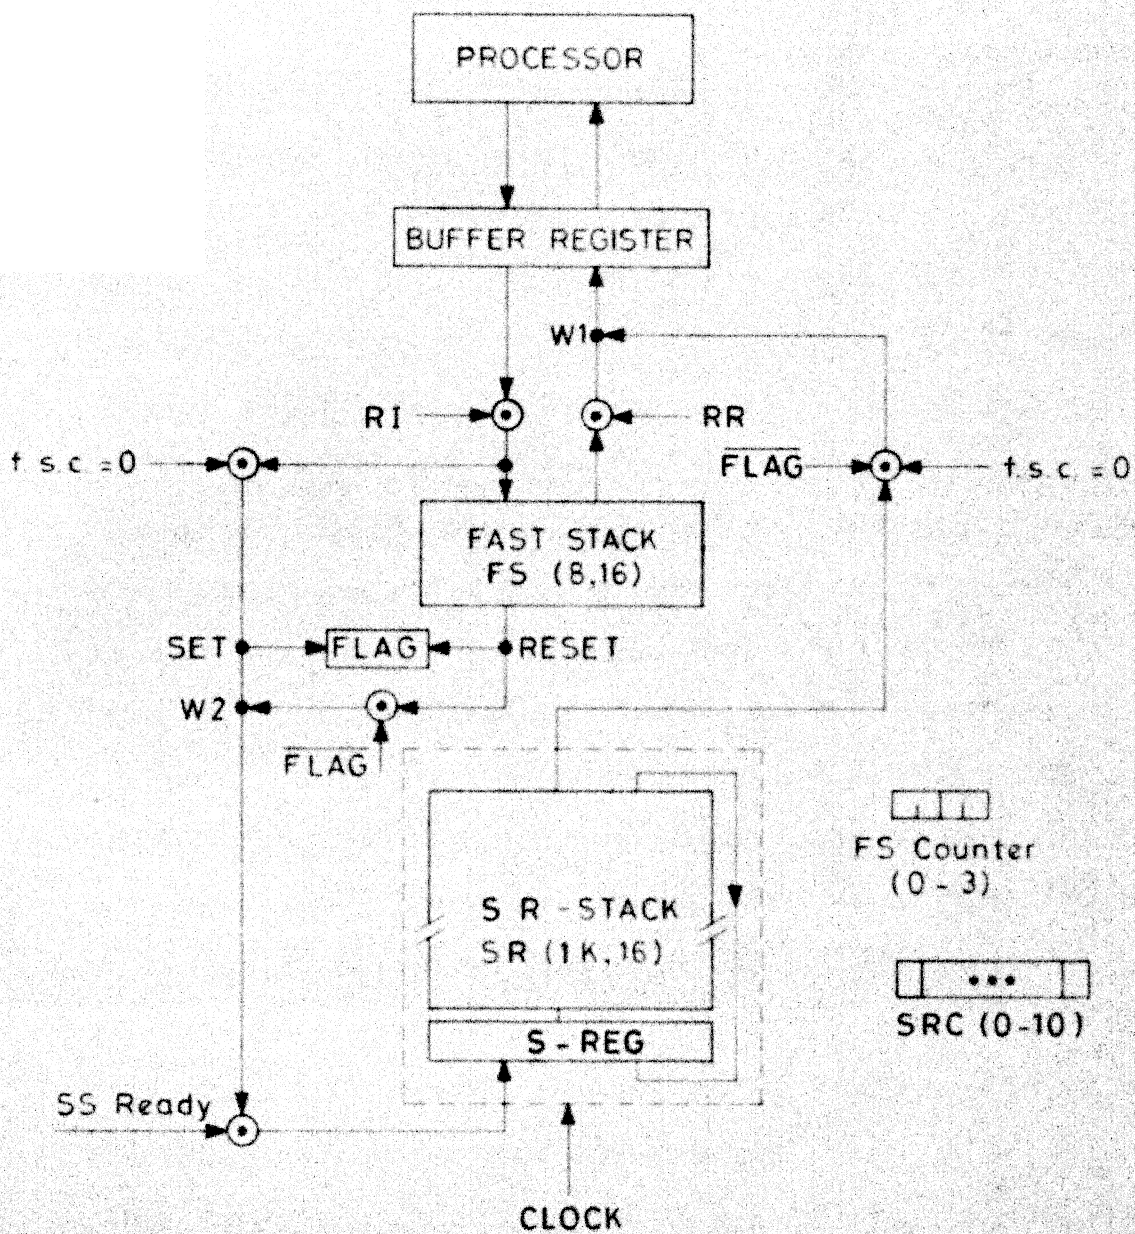 PROCESSOR
BUFFER REGISTER
W1
RI
RR
f.s.c. = 0
FLAG
f.s.c. = 0
FAST STACK
FS (8,16)
SET
FLAG
RESET
W2
FLAG
FS Counter
(0-3)
S R - STACK
SR (1K,16)
S-REG
SRC (0-10)
SS Ready
CLOCK